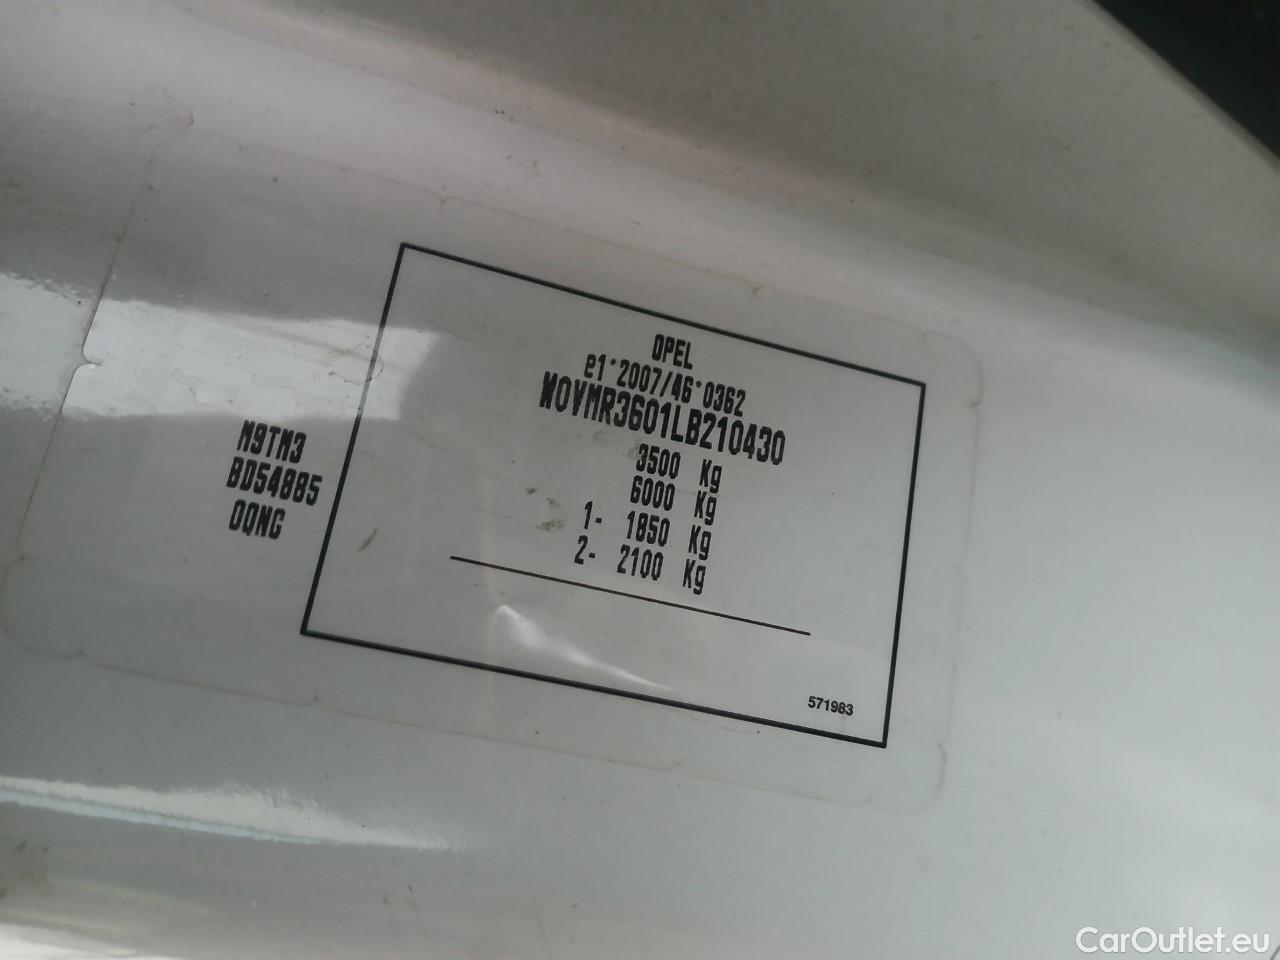 OPEL
e1*2007/46*0362
W0VMR3601LB210430
3500 Kg
6000 Kg
1- 1850 Kg
2- 2100 Kg
M9TM3
BD54885
0QNG
571983
CarOutlet.eu